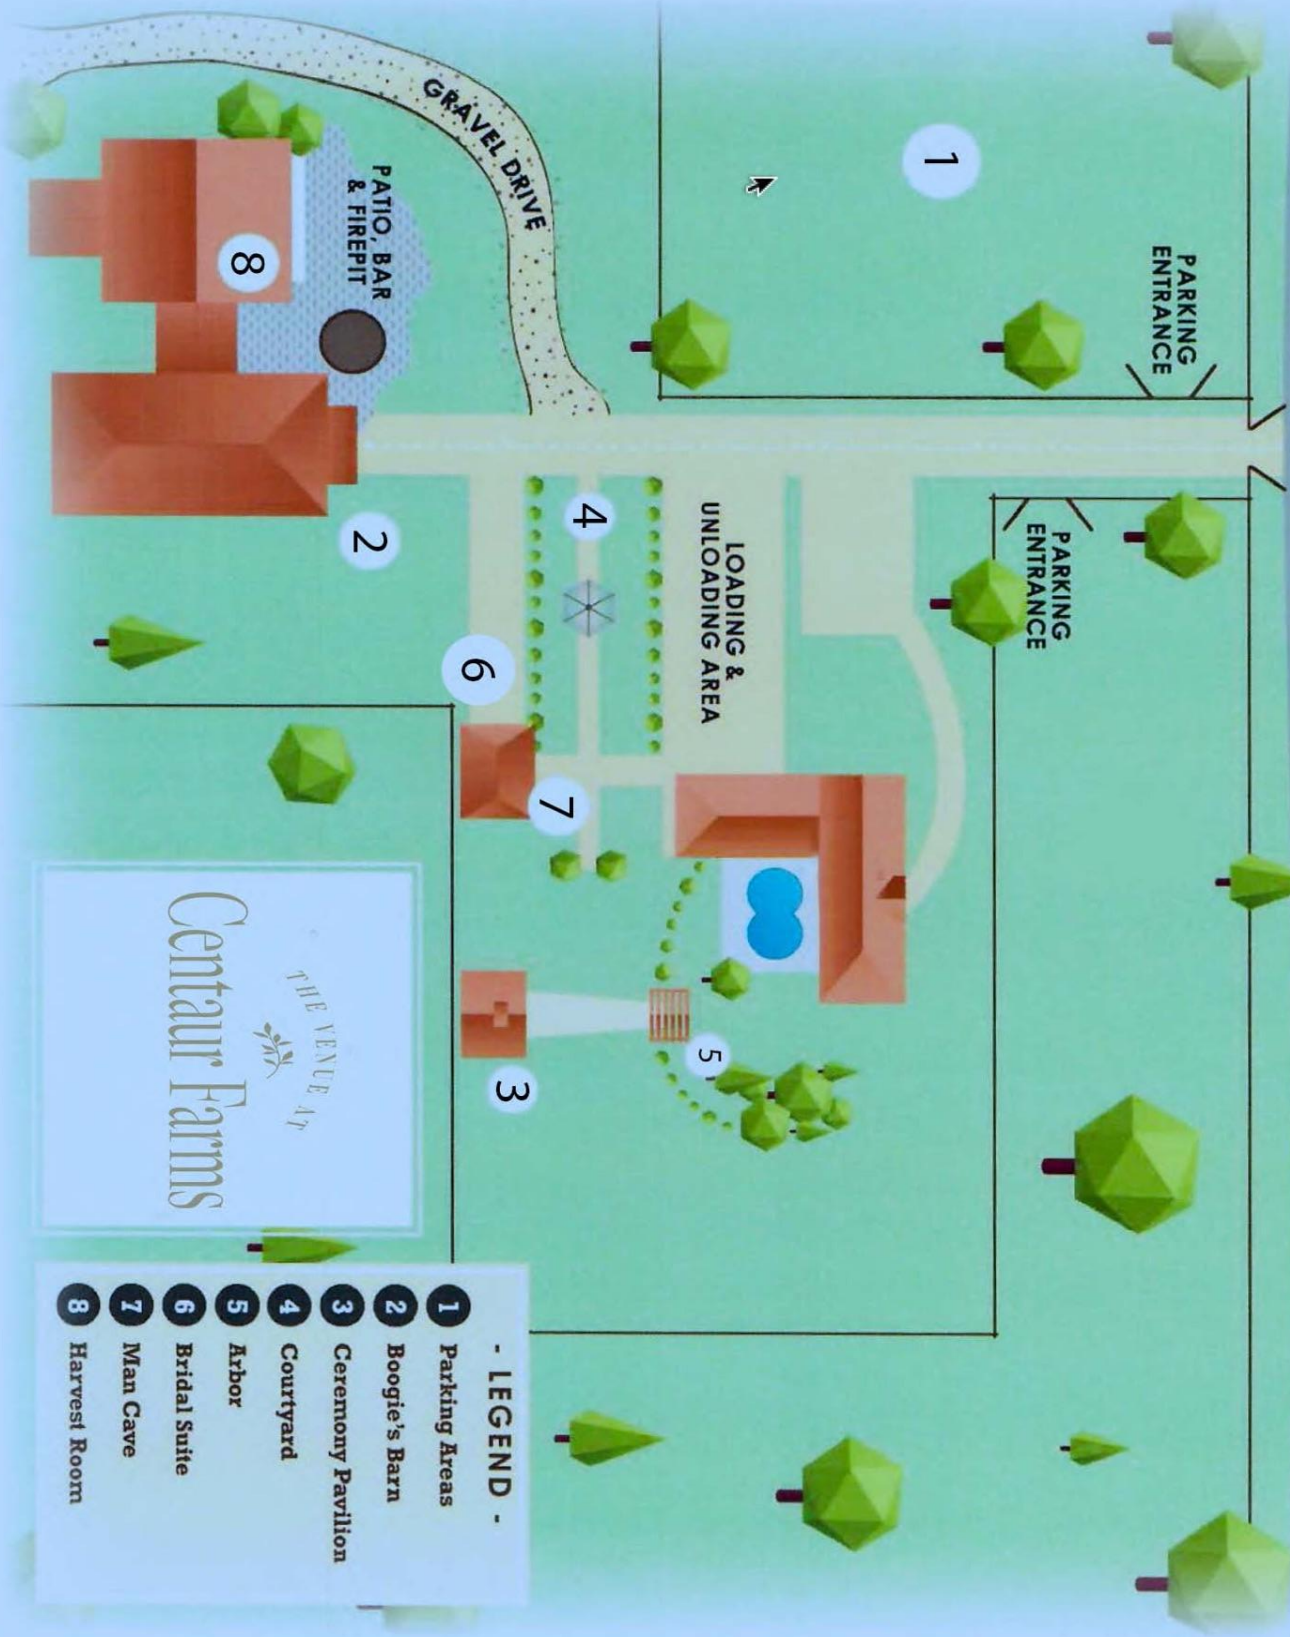 GRAVEL DRIVE
PATIO, BAR
& FIREPIT
1
PARKING
ENTRANCE
8
2
4
LOADING &
UNLOADING AREA
PARKING
ENTRANCE
6
7
5
3
THE VENUE AT
Centaur Farms
- LEGEND -
1 Parking Areas
2 Boogie's Barn
3 Ceremony Pavilion
4 Courtyard
5 Arbor
6 Bridal Suite
7 Man Cave
8 Harvest Room